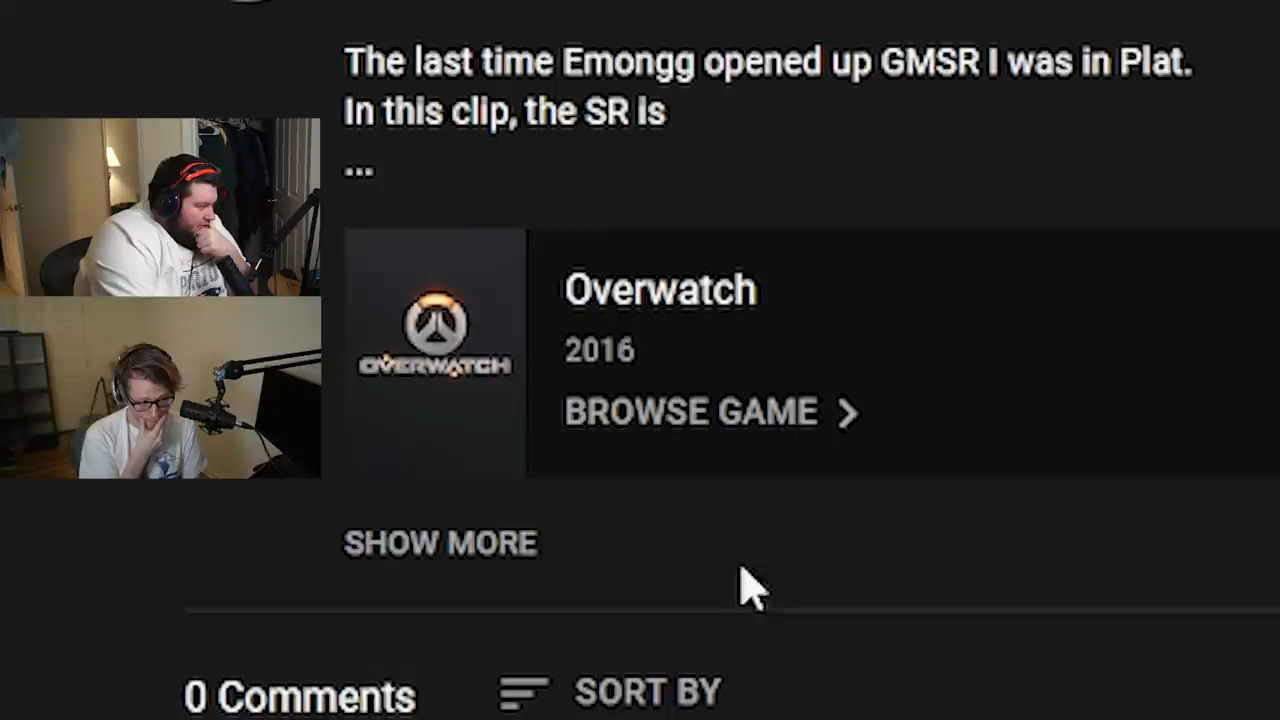 The last time Emongg opened up GMSR I was in Plat.
In this clip, the SR is
...
OVERWATCH
Overwatch
2016
BROWSE GAME
SHOW MORE
0 Comments
SORT BY